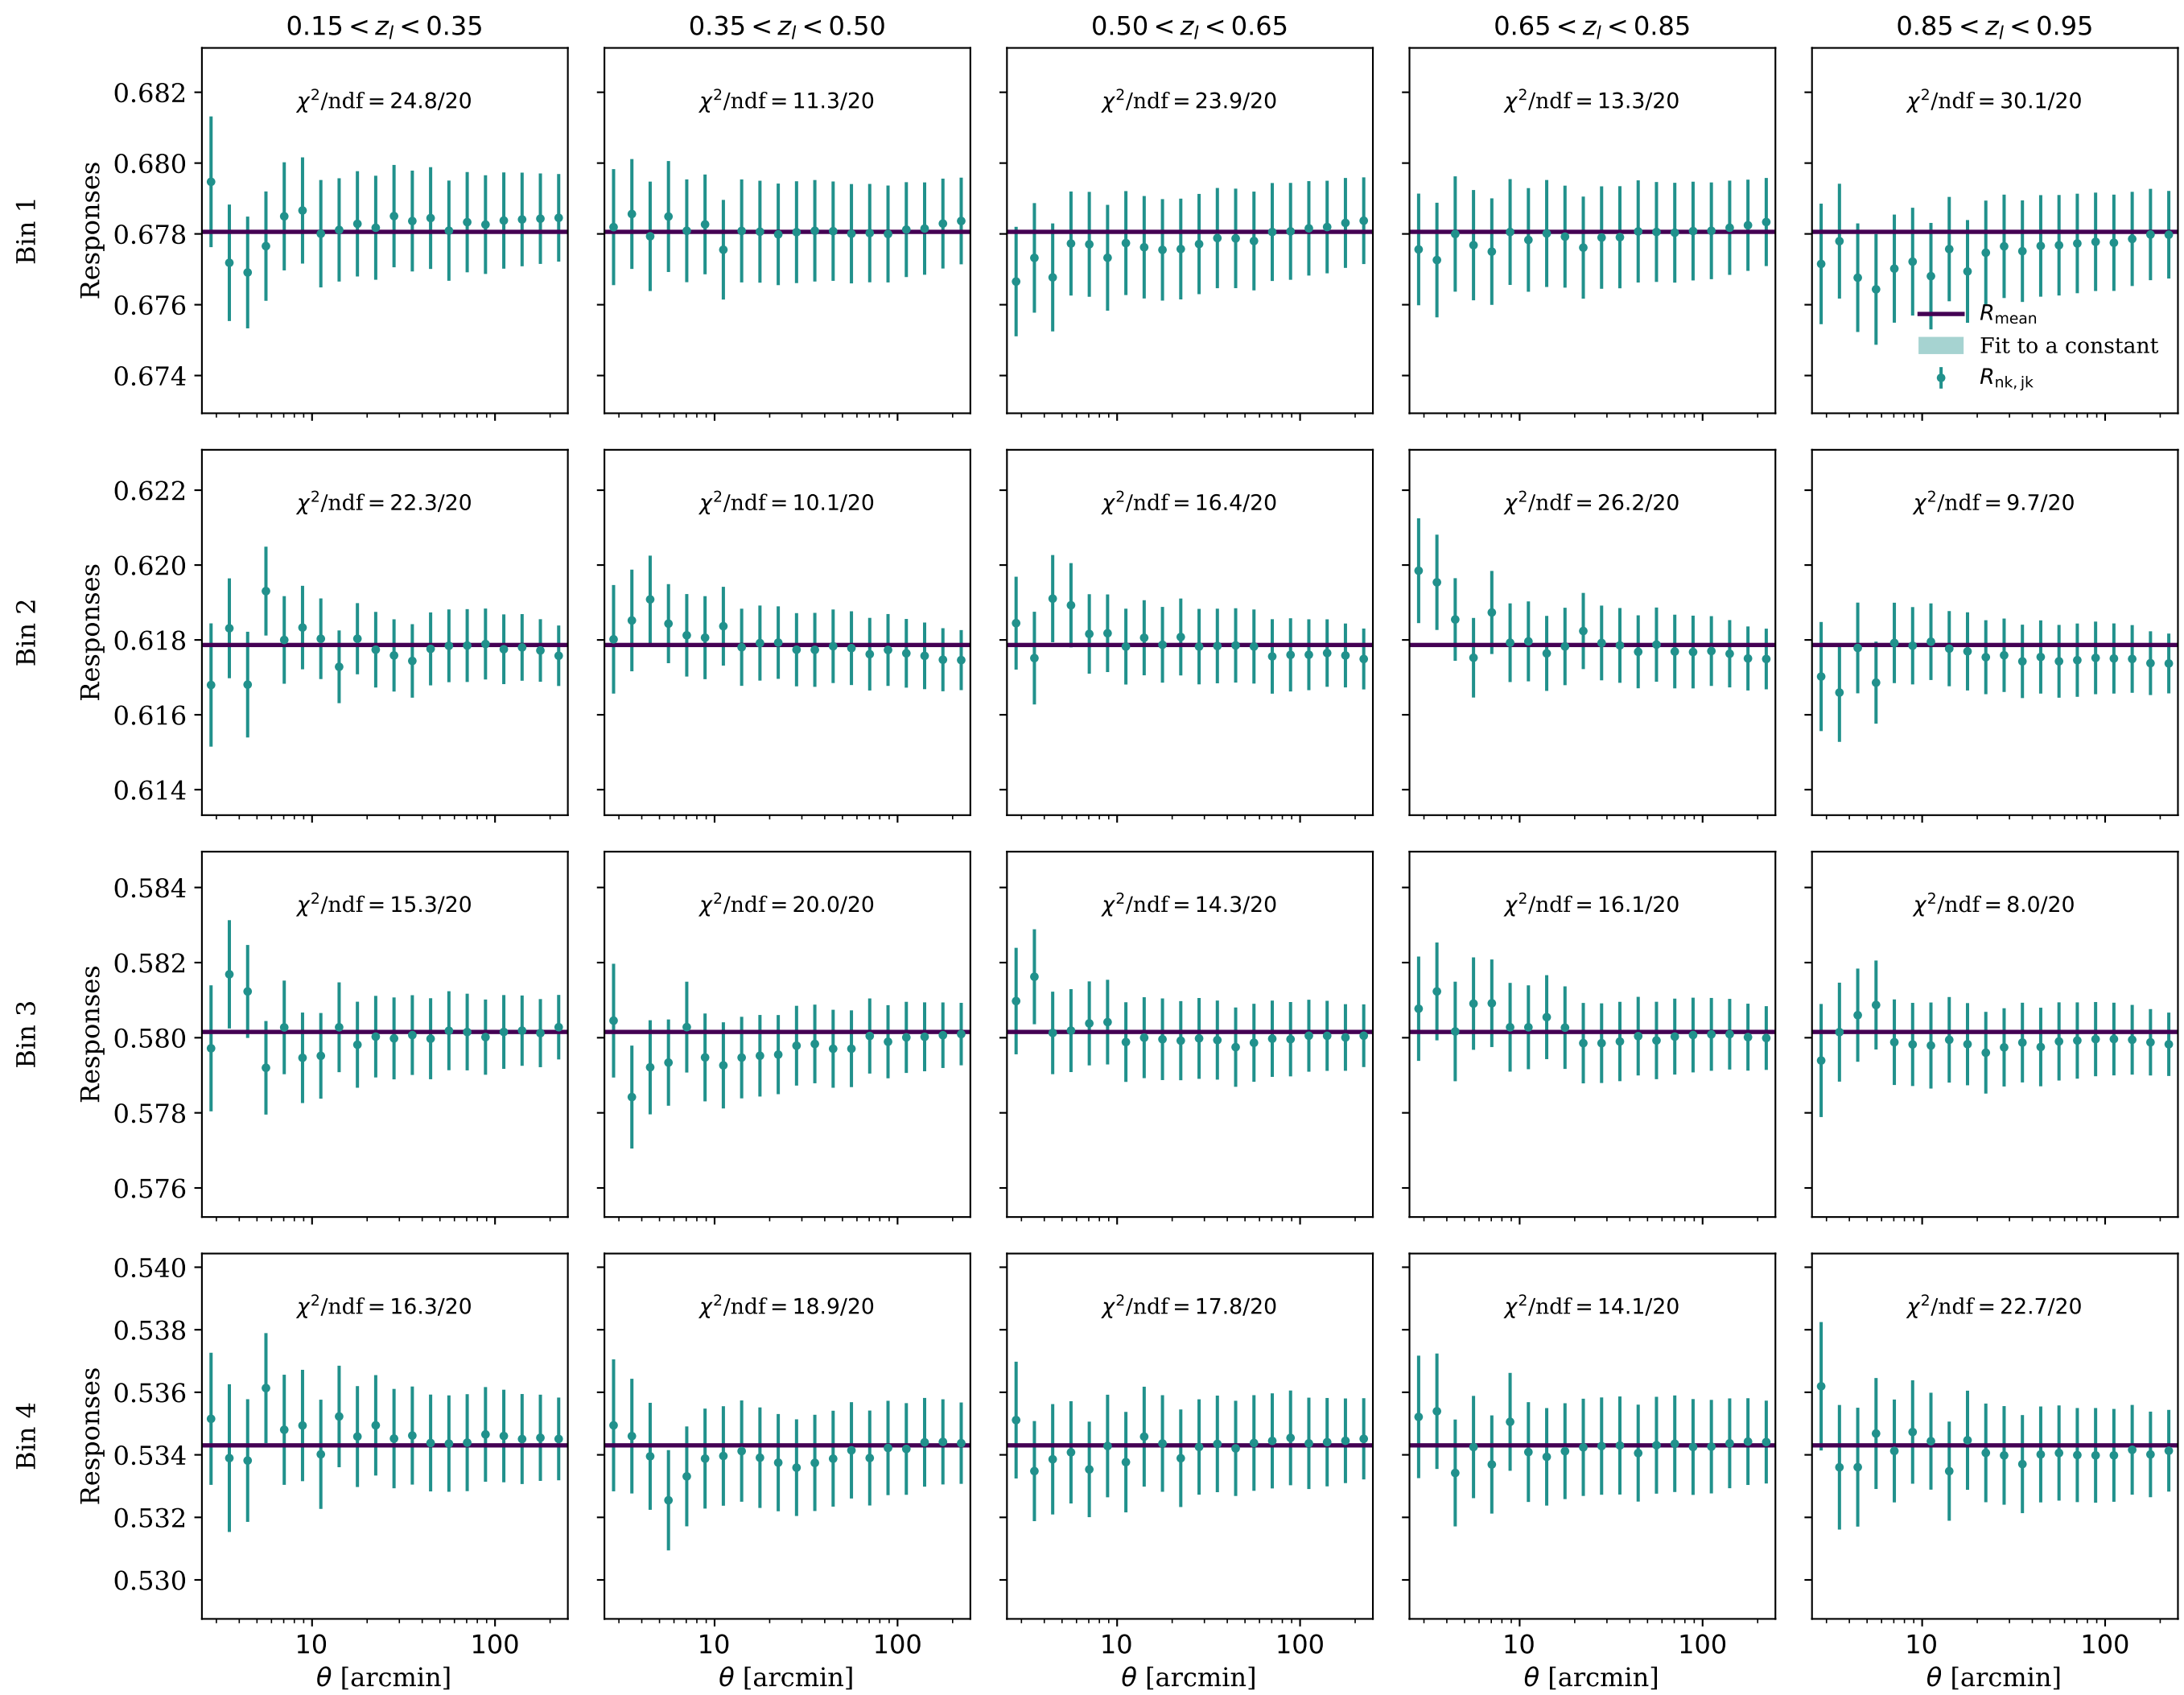 0.15 < z_l < 0.35 0.35 < z_l < 0.50 0.50 < z_l < 0.65 0.65 < z_l < 0.85 0.85 < z_l < 0.95
Bin 1
Responses
0.682
0.680
0.678
0.676
0.674
χ²/ndf = 24.8/20 χ²/ndf = 11.3/20 χ²/ndf = 23.9/20 χ²/ndf = 13.3/20 χ²/ndf = 30.1/20
R_mean
Fit to a constant
R_nk, jk
Bin 2
Responses
0.622
0.620
0.618
0.616
0.614
χ²/ndf = 22.3/20 χ²/ndf = 10.1/20 χ²/ndf = 16.4/20 χ²/ndf = 26.2/20 χ²/ndf = 9.7/20
Bin 3
Responses
0.584
0.582
0.580
0.578
0.576
χ²/ndf = 15.3/20 χ²/ndf = 20.0/20 χ²/ndf = 14.3/20 χ²/ndf = 16.1/20 χ²/ndf = 8.0/20
Bin 4
Responses
0.540
0.538
0.536
0.534
0.532
0.530
χ²/ndf = 16.3/20 χ²/ndf = 18.9/20 χ²/ndf = 17.8/20 χ²/ndf = 14.1/20 χ²/ndf = 22.7/20
10 100 10 100 10 100 10 100 10 100
θ [arcmin] θ [arcmin] θ [arcmin] θ [arcmin] θ [arcmin]